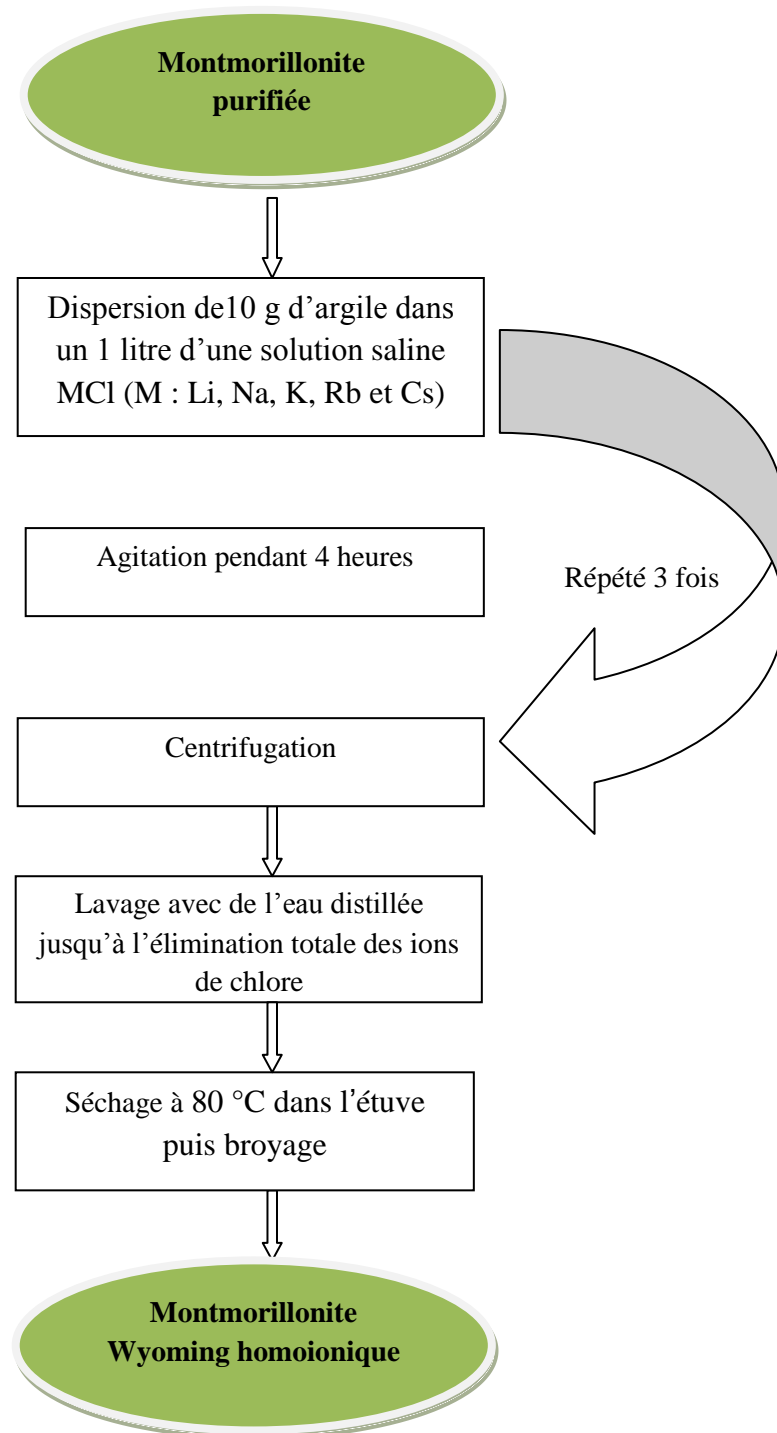 Montmorillonite
purifiée
Dispersion de10 g d’argile dans
un 1 litre d’une solution saline
MCl (M : Li, Na, K, Rb et Cs)
Agitation pendant 4 heures
Répété 3 fois
Centrifugation
Lavage avec de l’eau distillée
jusqu’à l’élimination totale des ions
de chlore
Séchage à 80 °C dans l’étuve
puis broyage
Montmorillonite
Wyoming homoionique